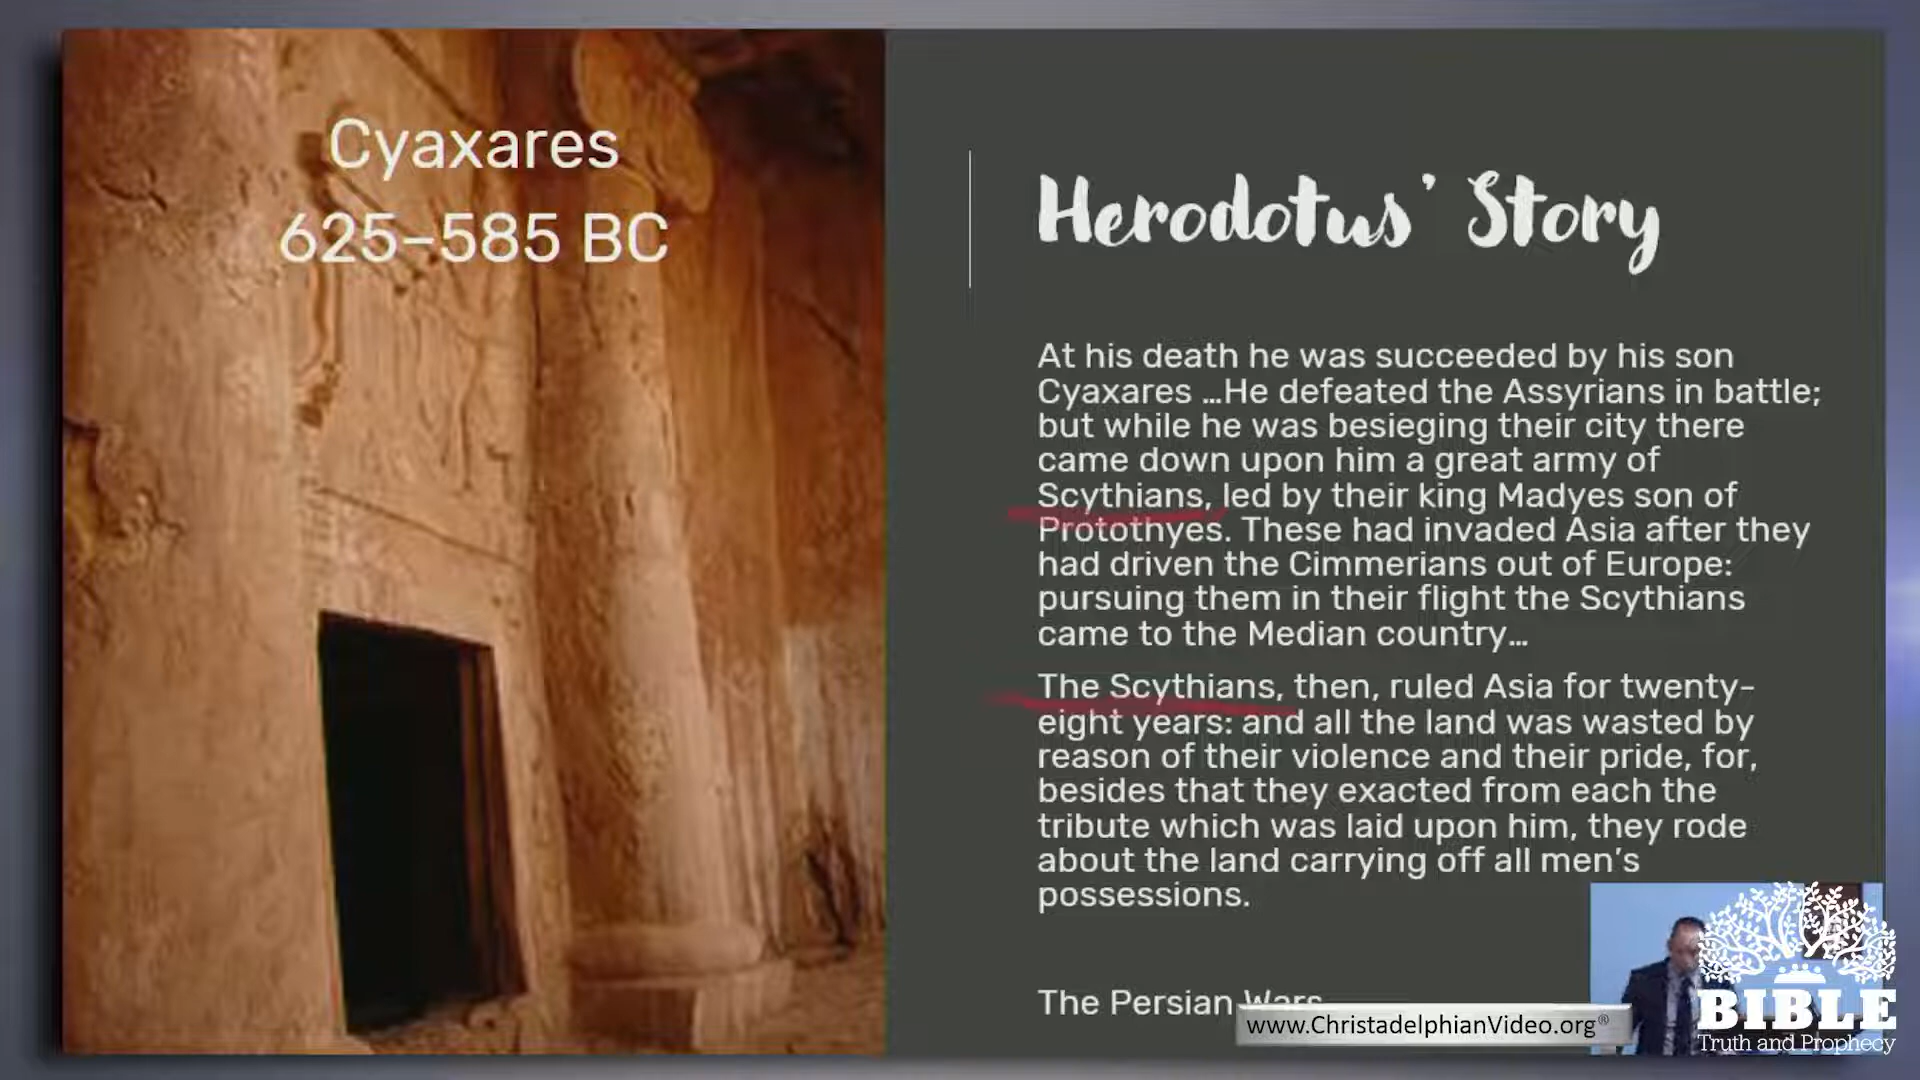 Cyaxares
625–585 BC
Herodotus' Story
At his death he was succeeded by his son
Cyaxares …He defeated the Assyrians in battle;
but while he was besieging their city there
came down upon him a great army of
Scythians, led by their king Madyes son of
Protothyes. These had invaded Asia after they
had driven the Cimmerians out of Europe:
pursuing them in their flight the Scythians
came to the Median country…
The Scythians, then, ruled Asia for twenty-
eight years: and all the land was wasted by
reason of their violence and their pride, for,
besides that they exacted from each the
tribute which was laid upon him, they rode
about the land carrying off all men's
possessions.
The Persian Wars
www.ChristadelphianVideo.org®
BIBLE
Truth and Prophecy